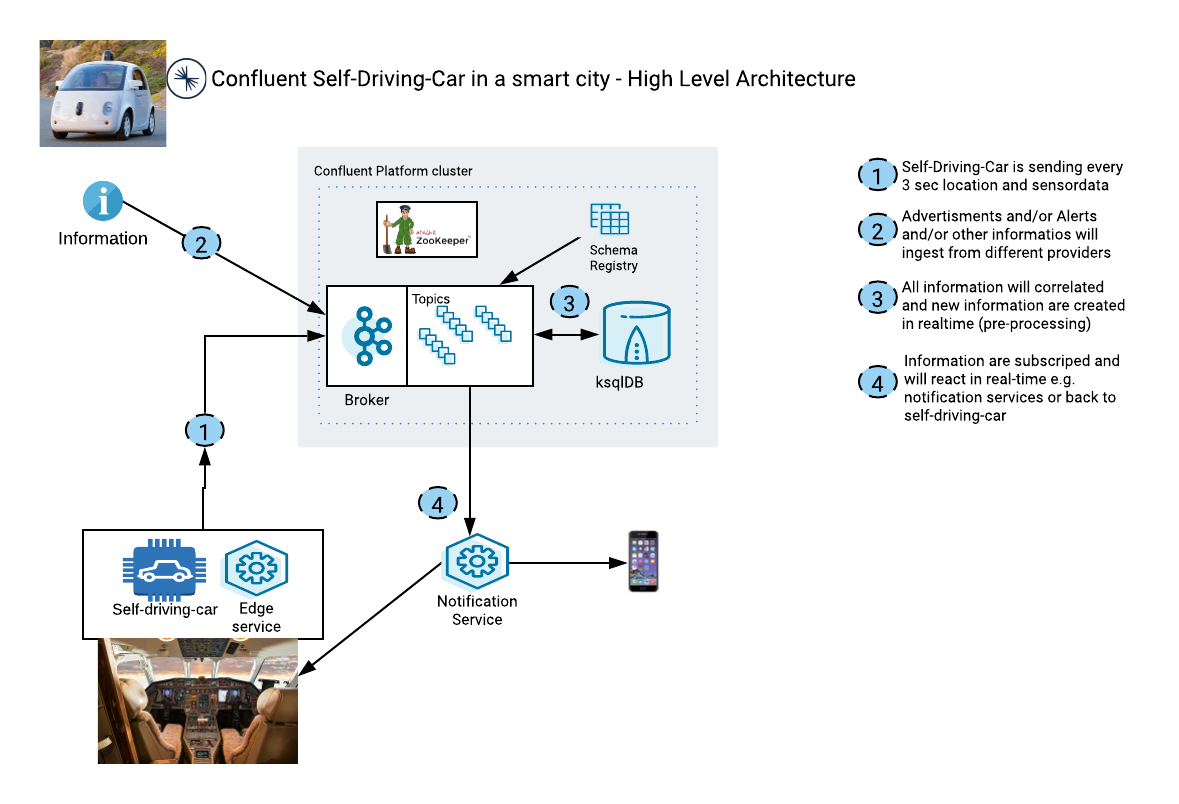 Confluent Self-Driving-Car in a smart city - High Level Architecture
Confluent Platform cluster
Information
2
APACHE
ZooKeeper
Schema
Registry
Topics
3
Broker
ksqlDB
1
4
Self-driving-car
Edge
service
Notification
Service
1
Self-Driving-Car is sending every
3 sec location and sensordata
2
Advertisments and/or Alerts
and/or other informatios will
ingest from different providers
3
All information will correlated
and new information are created
in realtime (pre-processing)
4
Information are subscriped and
will react in real-time e.g.
notification services or back to
self-driving-car